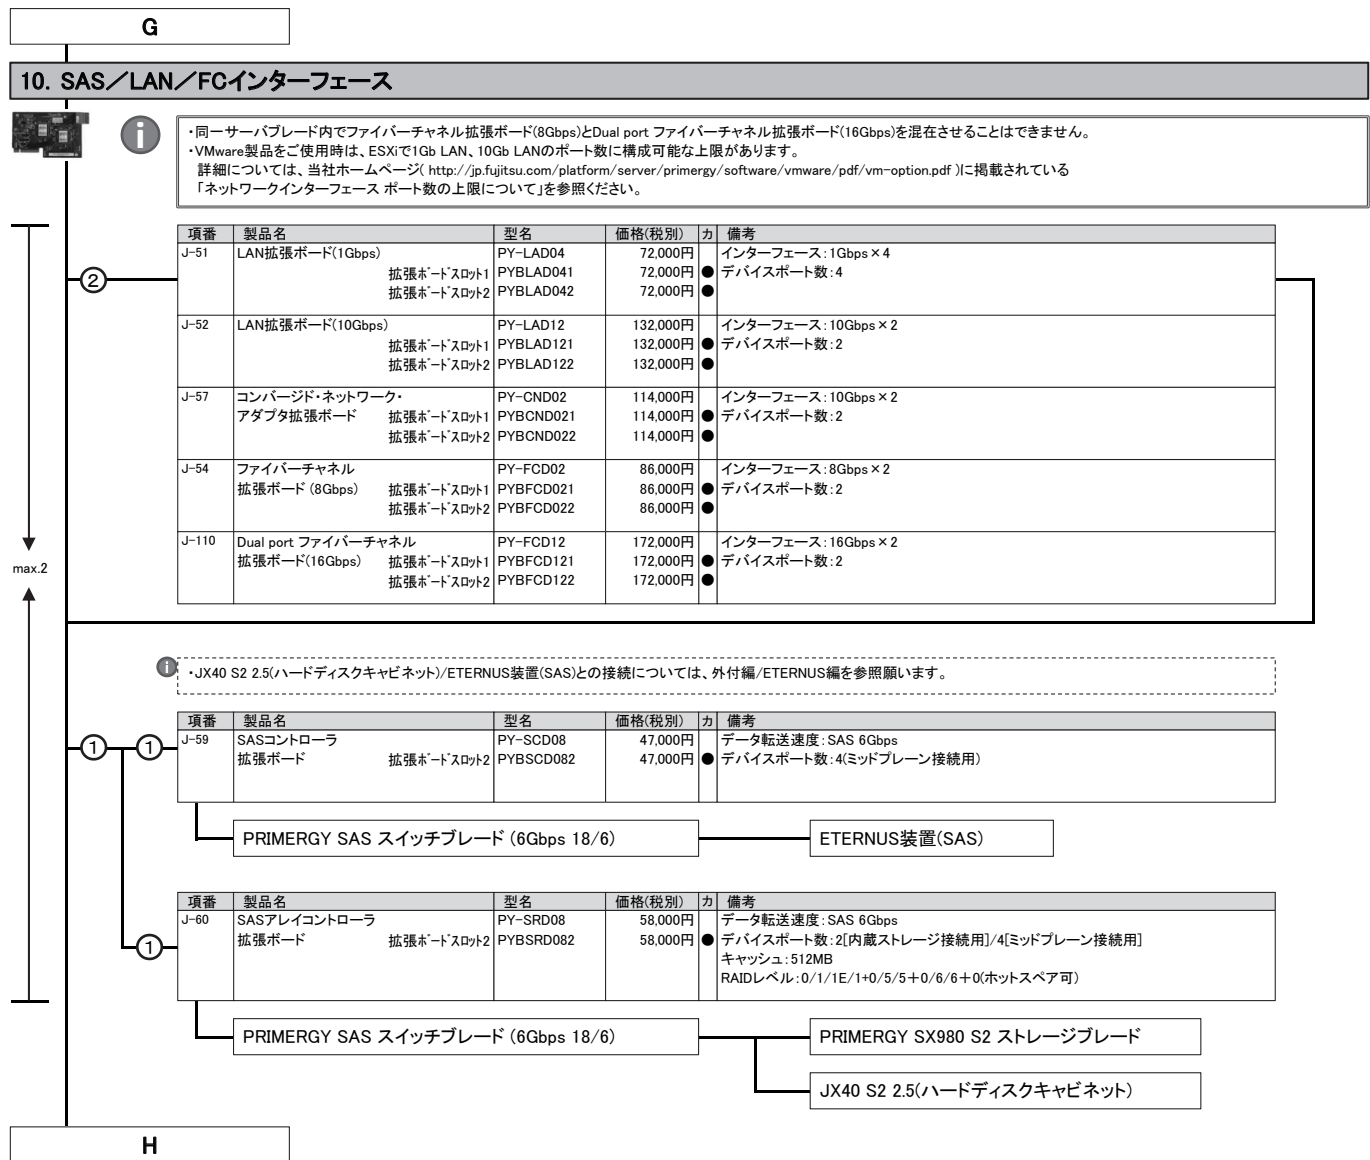 G
10. SAS／LAN／FCインターフェース
・同一サーバブレード内でファイバーチャネル拡張ボード(8Gbps)とDual port ファイバーチャネル拡張ボード(16Gbps)を混在させることはできません。
・VMware製品をご使用時は、ESXiで1Gb LAN、10Gb LANのポート数に構成可能な上限があります。
詳細については、当社ホームページ( http://jp.fujitsu.com/platform/server/primergy/software/vmware/pdf/vm-option.pdf )に掲載されている
「ネットワークインターフェース ポート数の上限について」を参照ください。
項番 製品名 型名 価格(税別) カ 備考
J-51 LAN拡張ボード(1Gbps) PY-LAD04 72,000円 インターフェース：1Gbps×4
② 拡張ボードスロット1 PYBLAD041 72,000円 ● デバイスポート数：4
拡張ボードスロット2 PYBLAD042 72,000円 ●
J-52 LAN拡張ボード(10Gbps) PY-LAD12 132,000円 インターフェース：10Gbps×2
拡張ボードスロット1 PYBLAD121 132,000円 ● デバイスポート数：2
拡張ボードスロット2 PYBLAD122 132,000円 ●
J-57 コンバージド・ネットワーク・ PY-CND02 114,000円 インターフェース：10Gbps×2
アダプタ拡張ボード 拡張ボードスロット1 PYBCND021 114,000円 ● デバイスポート数：2
拡張ボードスロット2 PYBCND022 114,000円 ●
J-54 ファイバーチャネル PY-FCD02 86,000円 インターフェース：8Gbps×2
拡張ボード (8Gbps) 拡張ボードスロット1 PYBFCD021 86,000円 ● デバイスポート数：2
拡張ボードスロット2 PYBFCD022 86,000円 ●
J-110 Dual port ファイバーチャネル PY-FCD12 172,000円 インターフェース：16Gbps×2
拡張ボード(16Gbps) 拡張ボードスロット1 PYBFCD121 172,000円 ● デバイスポート数：2
max.2
拡張ボードスロット2 PYBFCD122 172,000円 ●
・JX40 S2 2.5(ハードディスクキャビネット)/ETERNUS装置(SAS)との接続については、外付編/ETERNUS編を参照願います。
項番 製品名 型名 価格(税別) カ 備考
① ① J-59 SASコントローラ PY-SCD08 47,000円 データ転送速度：SAS 6Gbps
拡張ボード 拡張ボードスロット2 PYBSCD082 47,000円 ● デバイスポート数：4(ミッドプレーン接続用)
PRIMERGY SAS スイッチブレード (6Gbps 18/6) ETERNUS装置(SAS)
項番 製品名 型名 価格(税別) カ 備考
J-60 SASアレイコントローラ PY-SRD08 58,000円 データ転送速度：SAS 6Gbps
① 拡張ボード 拡張ボードスロット2 PYBSRD082 58,000円 ● デバイスポート数：2[内蔵ストレージ接続用]/4[ミッドプレーン接続用]
キャッシュ：512MB
RAIDレベル：0/1/1E/1+0/5/5＋0/6/6＋0(ホットスペア可)
PRIMERGY SAS スイッチブレード (6Gbps 18/6) PRIMERGY SX980 S2 ストレージブレード
JX40 S2 2.5(ハードディスクキャビネット)
H